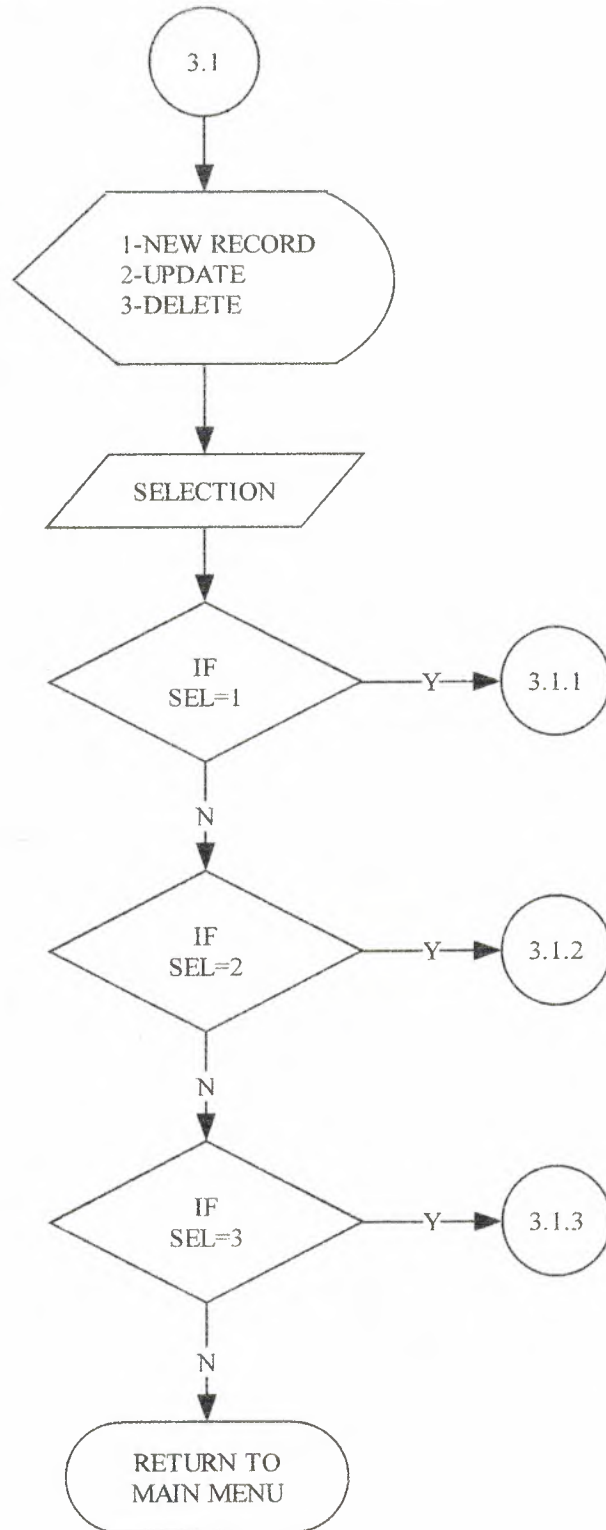 3.1
1-NEW RECORD
2-UPDATE
3-DELETE
SELECTION
IF
SEL=1
Y
3.1.1
N
IF
SEL=2
Y
3.1.2
N
IF
SEL=3
Y
3.1.3
N
RETURN TO
MAIN MENU